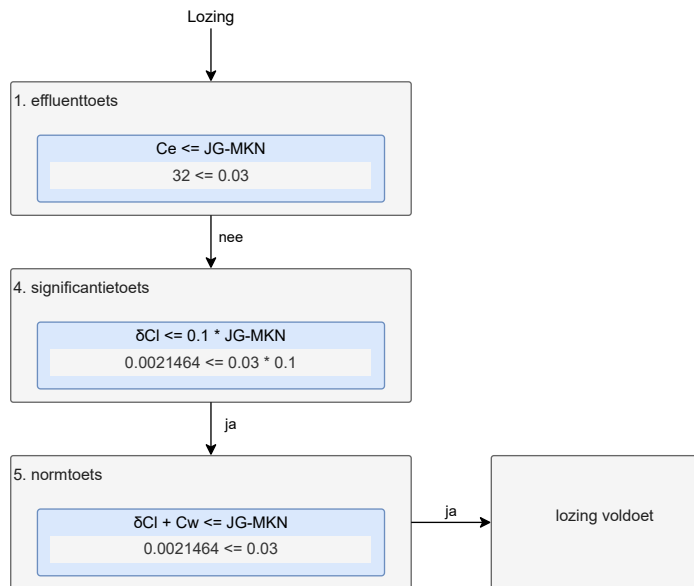 Lozing
1. effluenttoets
Ce <= JG-MKN
32 <= 0.03
nee
4. significantietoets
δCl <= 0.1 * JG-MKN
0.0021464 <= 0.03 * 0.1
ja
5. normtoets
δCl + Cw <= JG-MKN
0.0021464 <= 0.03
ja
lozing voldoet